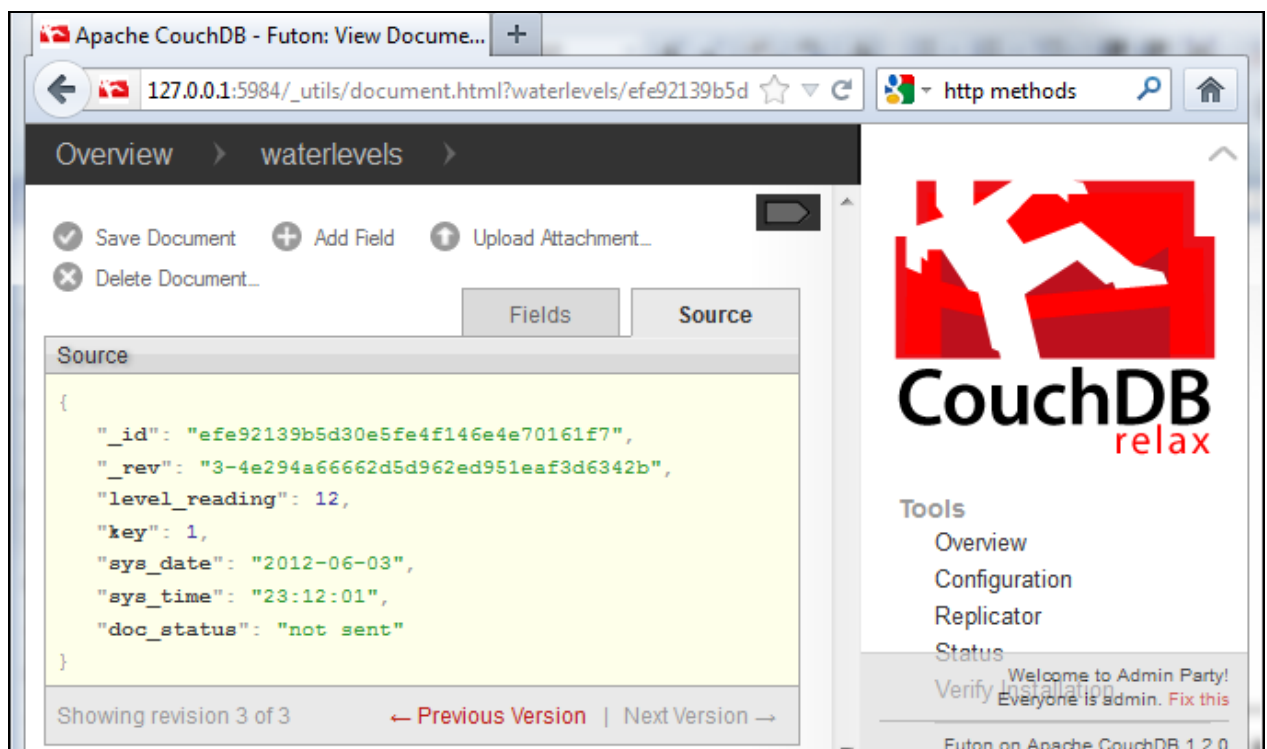 Apache CouchDB - Futon: View Docume...
127.0.0.1:5984/_utils/document.html?waterlevels/efe92139b5d
http methods
Overview
waterlevels
Save Document
Add Field
Upload Attachment...
Delete Document...
Fields
Source
Source
{
"_id": "efe92139b5d30e5fe4f146e4e70161f7",
"_rev": "3-4e294a66662d5d962ed951eaf3d6342b",
"level_reading": 12,
"key": 1,
"sys_date": "2012-06-03",
"sys_time": "23:12:01",
"doc_status": "not sent"
}
Showing revision 3 of 3
← Previous Version | Next Version →
CouchDB
relax
Tools
Overview
Configuration
Replicator
Status
Verify Installation
Welcome to Admin Party!
Everyone is admin. Fix this
Futon on Apache CouchDB 1.2.0